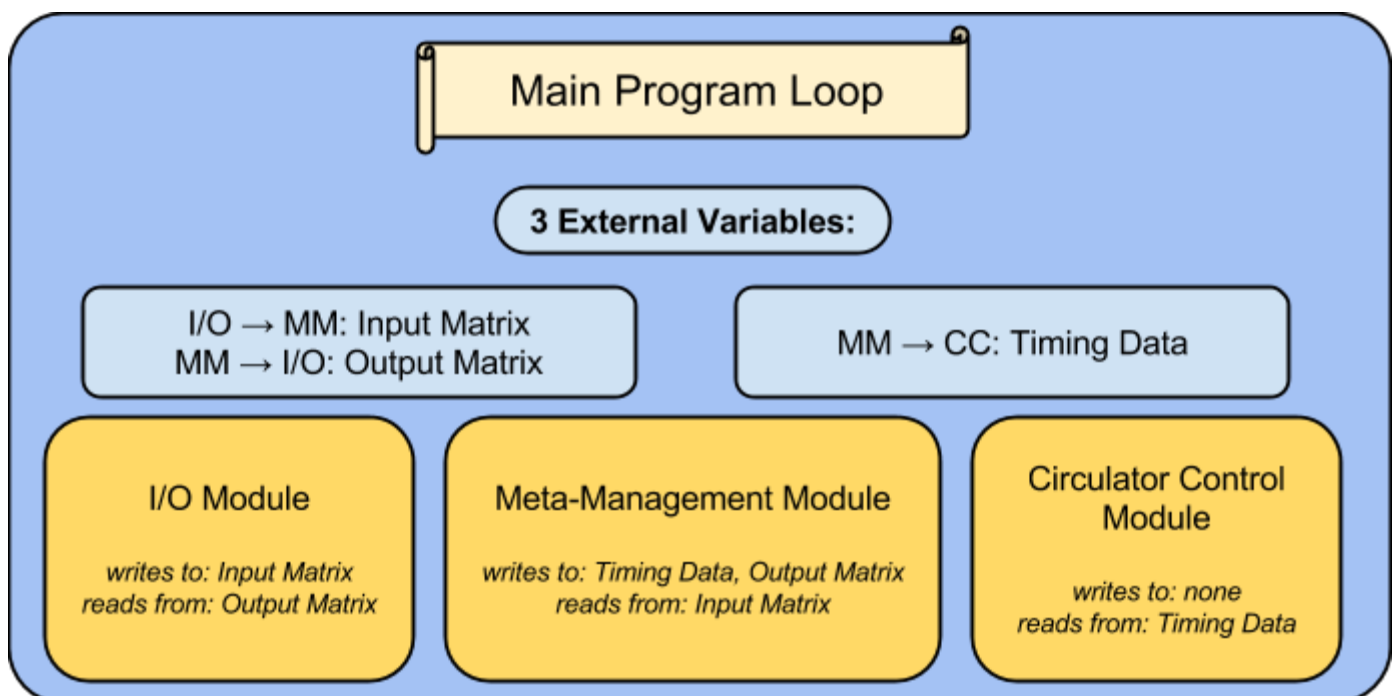 Main Program Loop
3 External Variables:
I/O → MM: Input Matrix
MM → I/O: Output Matrix
MM → CC: Timing Data
I/O Module
writes to: Input Matrix
reads from: Output Matrix
Meta-Management Module
writes to: Timing Data, Output Matrix
reads from: Input Matrix
Circulator Control
Module
writes to: none
reads from: Timing Data